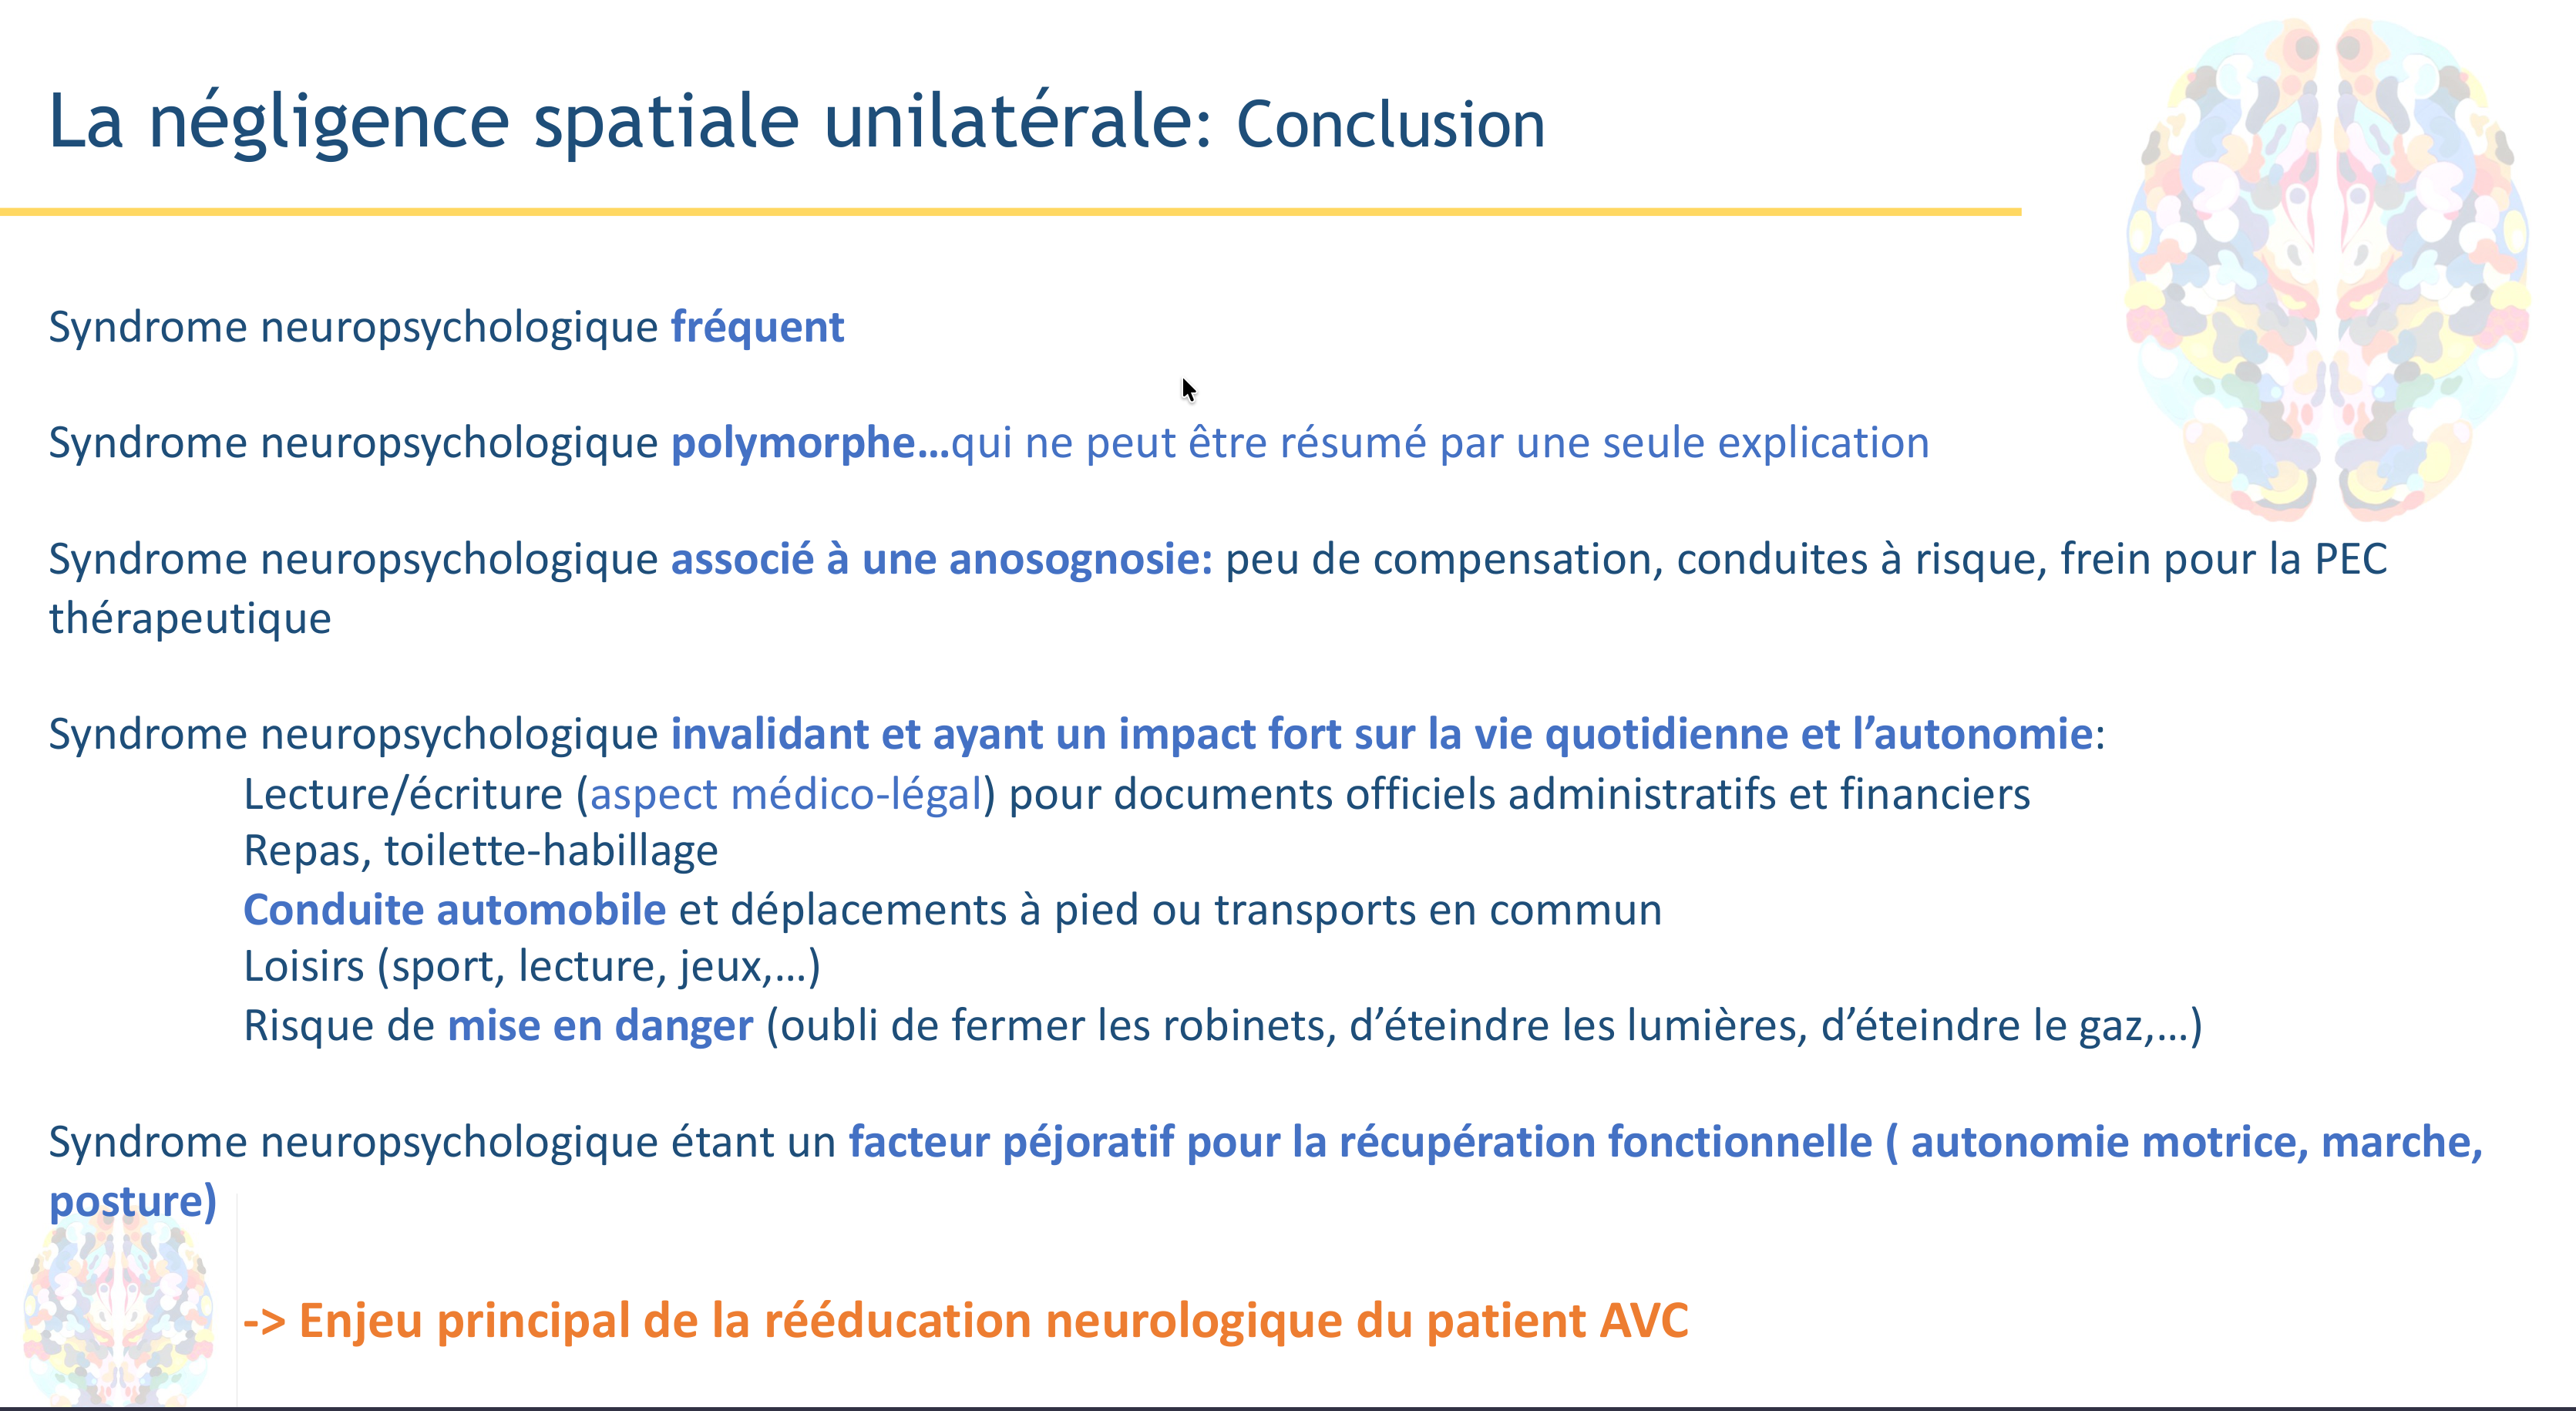 La négligence spatiale unilatérale: Conclusion
Syndrome neuropsychologique fréquent
Syndrome neuropsychologique polymorphe...qui ne peut être résumé par une seule explication
Syndrome neuropsychologique associé à une anosognosie: peu de compensation, conduites à risque, frein pour la PEC
thérapeutique
Syndrome neuropsychologique invalidant et ayant un impact fort sur la vie quotidienne et l’autonomie:
Lecture/écriture (aspect médico-légal) pour documents officiels administratifs et financiers
Repas, toilette-habillage
Conduite automobile et déplacements à pied ou transports en commun
Loisirs (sport, lecture, jeux,...)
Risque de mise en danger (oubli de fermer les robinets, d’éteindre les lumières, d’éteindre le gaz,...)
Syndrome neuropsychologique étant un facteur péjoratif pour la récupération fonctionnelle ( autonomie motrice, marche,
posture)
-> Enjeu principal de la rééducation neurologique du patient AVC